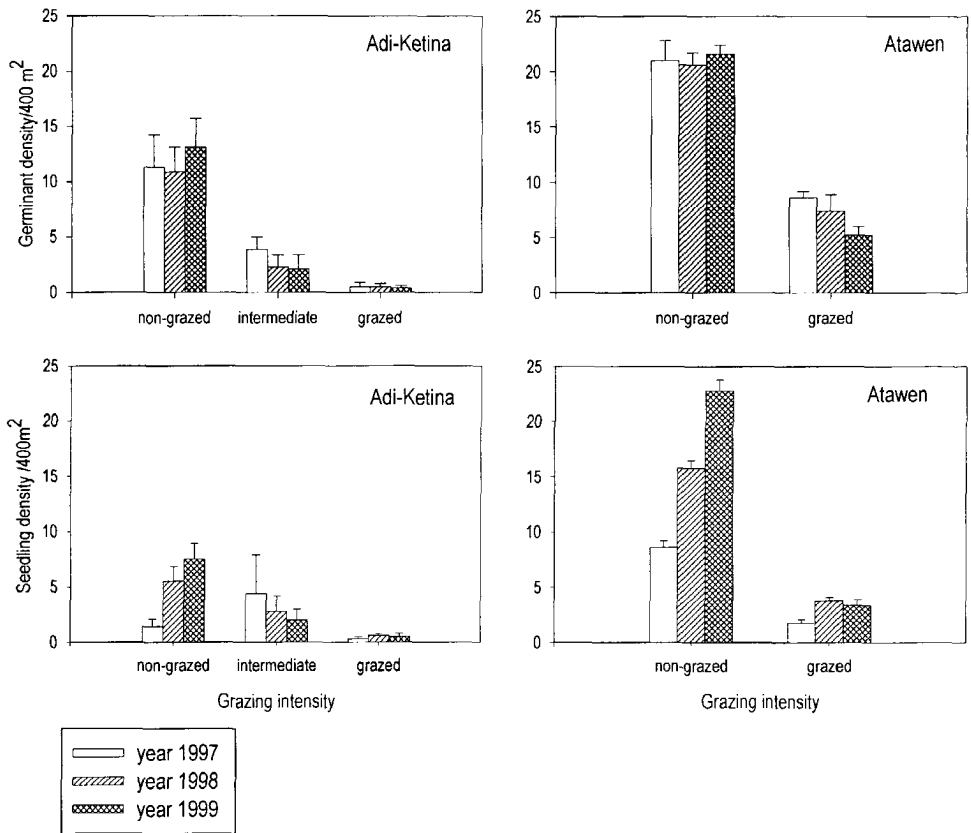 Adi-Ketina
Germinant density/400 m²
25
20
15
10
5
0
non-grazed intermediate grazed
Atawen
25
20
15
10
5
0
non-grazed grazed
Adi-Ketina
Seedling density /400m²
25
20
15
10
5
0
non-grazed intermediate grazed
Grazing intensity
Atawen
25
20
15
10
5
0
non-grazed grazed
Grazing intensity
year 1997
year 1998
year 1999